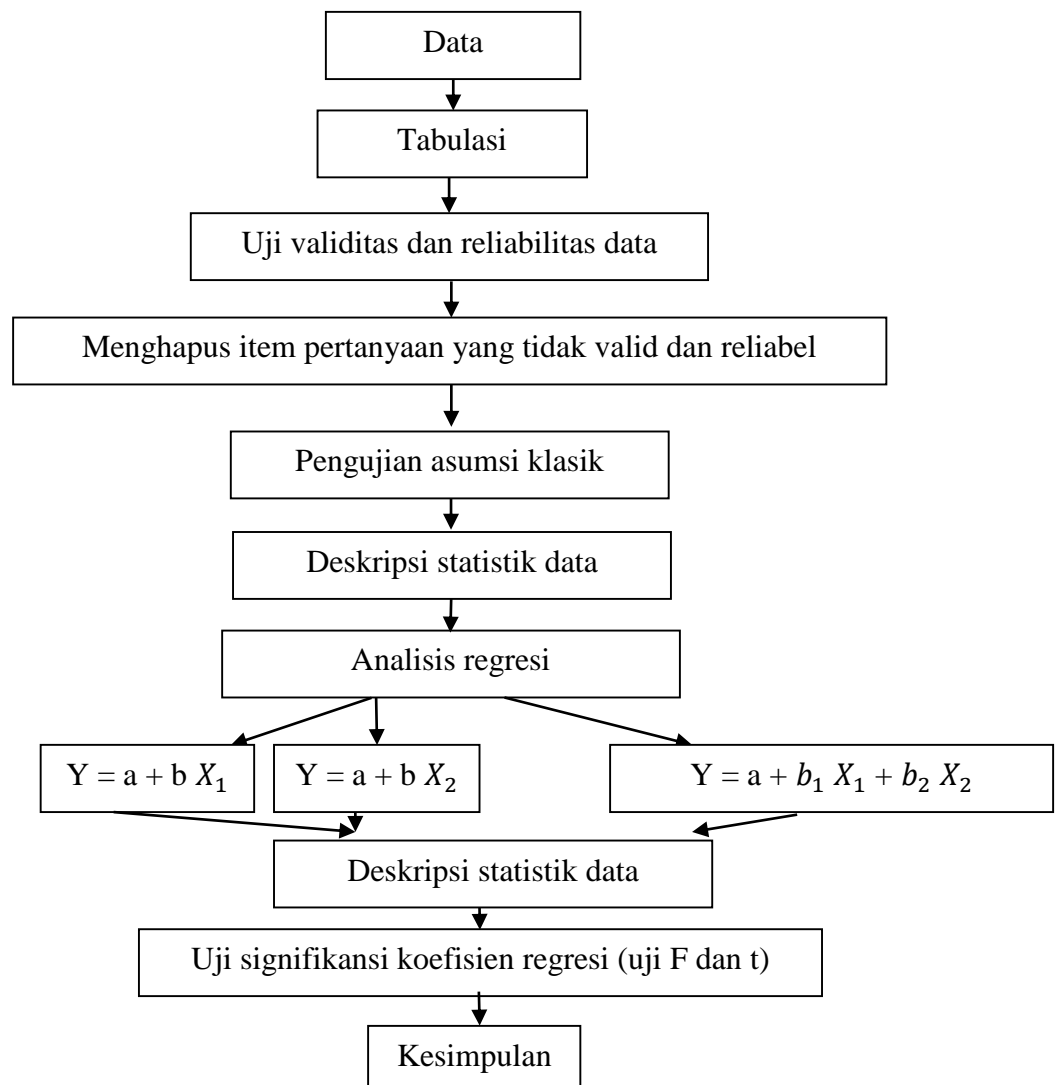 Data
Tabulasi
Uji validitas dan reliabilitas data
Menghapus item pertanyaan yang tidak valid dan reliabel
Pengujian asumsi klasik
Deskripsi statistik data
Analisis regresi
Y = a + b X₁
Y = a + b X₂
Y = a + b₁ X₁ + b₂ X₂
Deskripsi statistik data
Uji signifikansi koefisien regresi (uji F dan t)
Kesimpulan